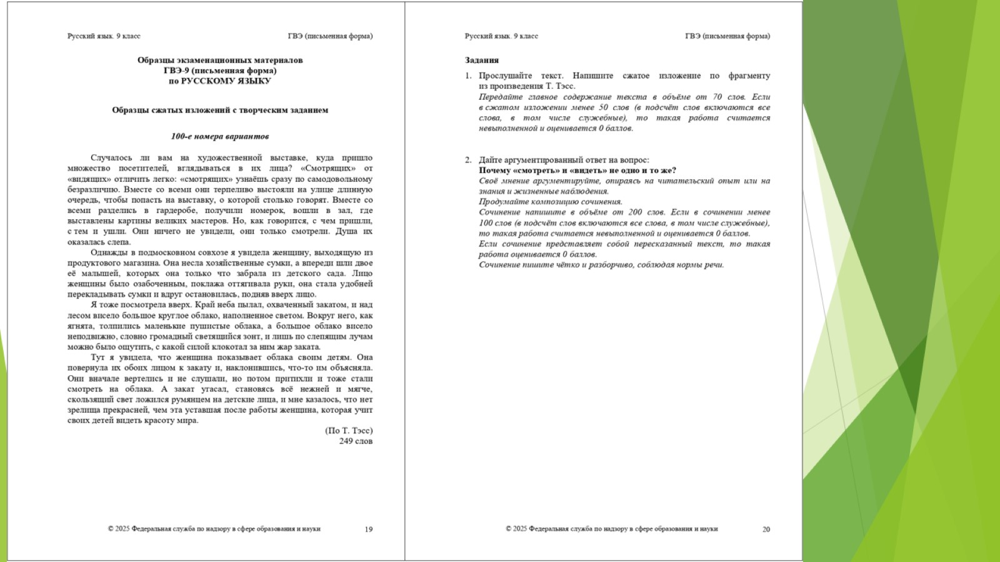 Русский язык. 9 класс ГВЭ (письменная форма)
Образцы экзаменационных материалов
ГВЭ-9 (письменная форма)
по РУССКОМУ ЯЗЫКУ
Образцы сжатых изложений с творческим заданием
100-е номера вариантов
Случалось ли вам на художественной выставке, куда пришло
множество посетителей, вглядываться в их лица? «Смотрящих» от
«видящих» отличить легко: «смотрящих» узнаёшь сразу по самодовольному
безразличию. Вместе со всеми они терпеливо выстояли на улице длинную
очередь, чтобы попасть на выставку, о которой столько говорят. Вместе со
всеми разделись в гардеробе, получили номерок, вошли в зал, где
выставлены картины великих мастеров. Но, как говорится, с чем пришли,
с тем и ушли. Они ничего не увидели, они только смотрели. Душа их
оказалась слепа.
Однажды в подмосковном совхозе я увидела женщину, выходящую из
продуктового магазина. Она несла хозяйственные сумки, а впереди шли двое
её малышей, которых она только что забрала из детского сада. Лицо
женщины было озабоченным, поклажа оттягивала руки, она стала удобней
перекладывать сумки и вдруг остановилась, подняв вверх лицо.
Я тоже посмотрела вверх. Край неба пылал, охваченный закатом, и над
лесом висело большое круглое облако, наполненное светом. Вокруг него, как
ягнята, толпились маленькие пушистые облака, а большое облако висело
неподвижно, словно громадный светящийся зонт, и лишь по слепящим лучам
можно было ощутить, с какой силой клокотал за ним жар заката.
Тут я увидела, что женщина показывает облака своим детям. Она
повернула их обоих лицом к закату и, наклонившись, что-то им объясняла.
Они вначале вертелись и не слушали, но потом притихли и тоже стали
смотреть на облака. А закат угасал, становясь всё нежней и мягче,
скользящий свет ложился румянцем на детские лица, и мне казалось, что нет
зрелища прекрасней, чем эта уставшая после работы женщина, которая учит
своих детей видеть красоту мира.
(По Т. Тэсс)
249 слов
© 2025 Федеральная служба по надзору в сфере образования и науки 19
Русский язык. 9 класс ГВЭ (письменная форма)
Задания
1. Прослушайте текст. Напишите сжатое изложение по фрагменту
из произведения Т. Тэсс.
Передайте главное содержание текста в объёме от 70 слов. Если
в сжатом изложении менее 50 слов (в подсчёт слов включаются все
слова, в том числе служебные), то такая работа считается
невыполненной и оценивается 0 баллов.
2. Дайте аргументированный ответ на вопрос:
Почему «смотреть» и «видеть» не одно и то же?
Своё мнение аргументируйте, опираясь на читательский опыт или на
знания и жизненные наблюдения.
Продумайте композицию сочинения.
Сочинение напишите в объёме от 200 слов. Если в сочинении менее
100 слов (в подсчёт слов включаются все слова, в том числе служебные),
то такая работа считается невыполненной и оценивается 0 баллов.
Если сочинение представляет собой пересказанный текст, то такая
работа оценивается 0 баллов.
Сочинение пишите чётко и разборчиво, соблюдая нормы речи.
© 2025 Федеральная служба по надзору в сфере образования и науки 20